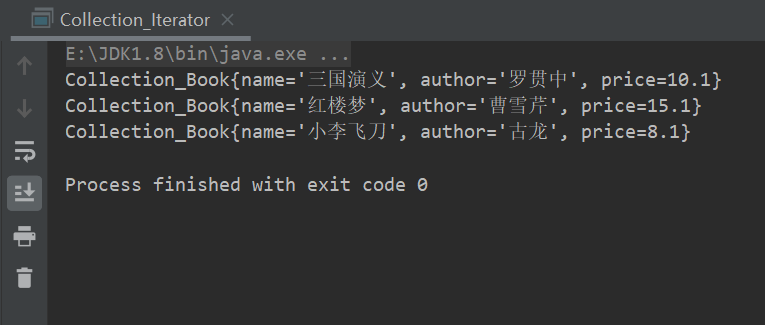 Collection_Iterator
E:\JDK1.8\bin\java.exe ...
Collection_Book{name='三国演义', author='罗贯中', price=10.1}
Collection_Book{name='红楼梦', author='曹雪芹', price=15.1}
Collection_Book{name='小李飞刀', author='古龙', price=8.1}
Process finished with exit code 0